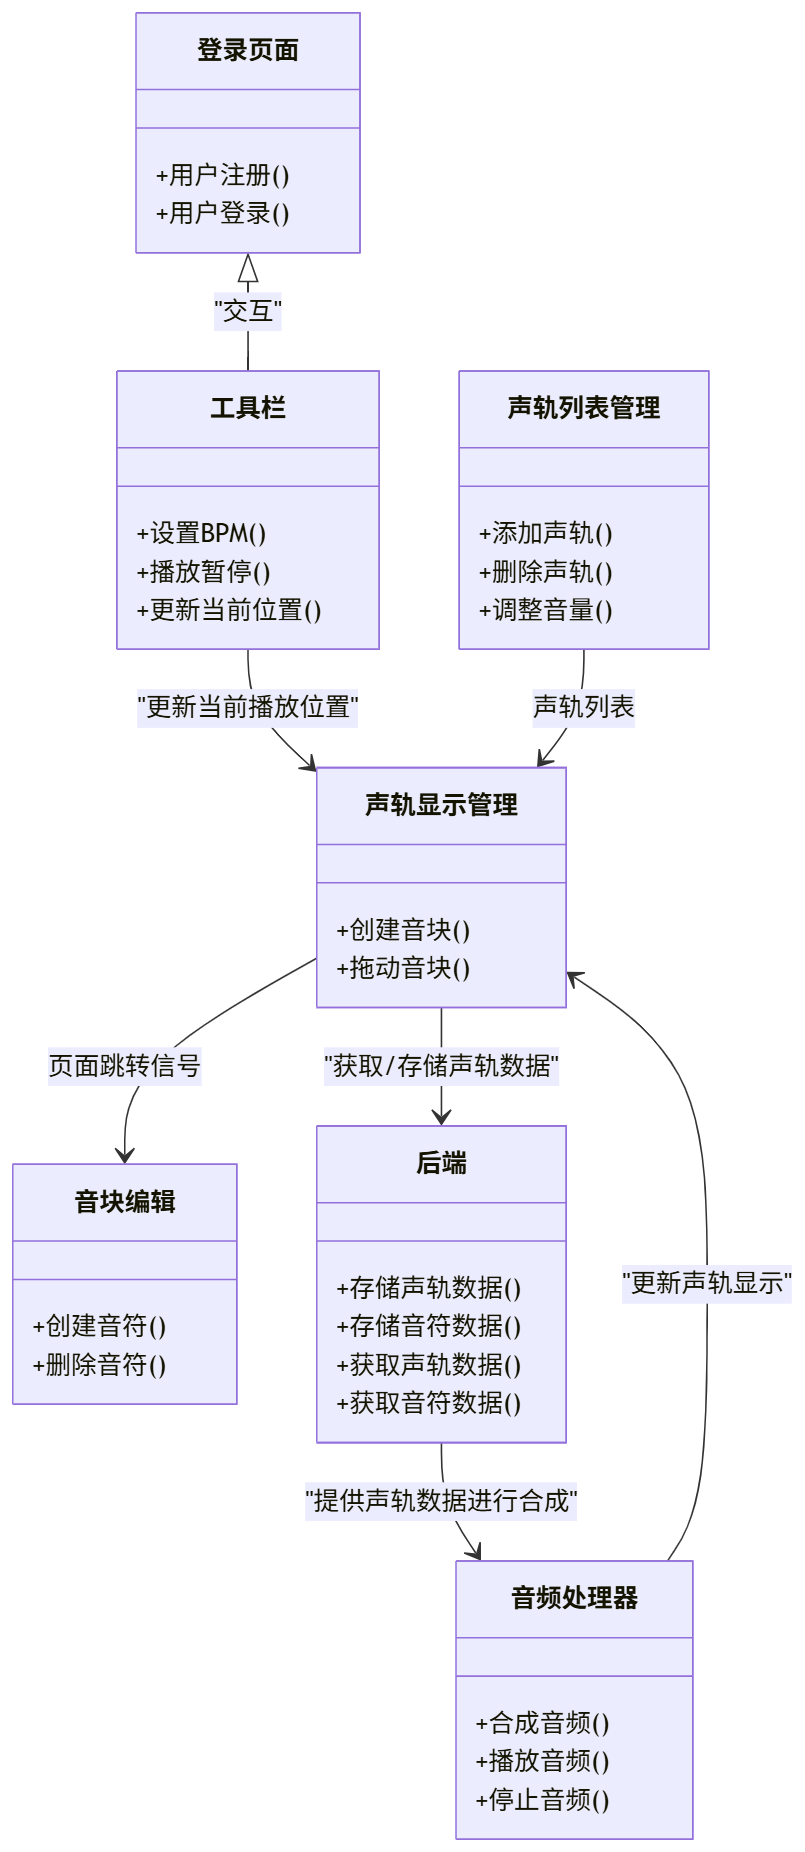 登录页面
+用户注册()
+用户登录()
"交互"
工具栏
+设置BPM()
+播放暂停()
+更新当前位置()
声轨列表管理
+添加声轨()
+删除声轨()
+调整音量()
"更新当前播放位置"
声轨列表
声轨显示管理
+创建音块()
+拖动音块()
页面跳转信号
"获取/存储声轨数据"
音块编辑
+创建音符()
+删除音符()
后端
+存储声轨数据()
+存储音符数据()
+获取声轨数据()
+获取音符数据()
"更新声轨显示"
"提供声轨数据进行合成"
音频处理器
+合成音频()
+播放音频()
+停止音频()